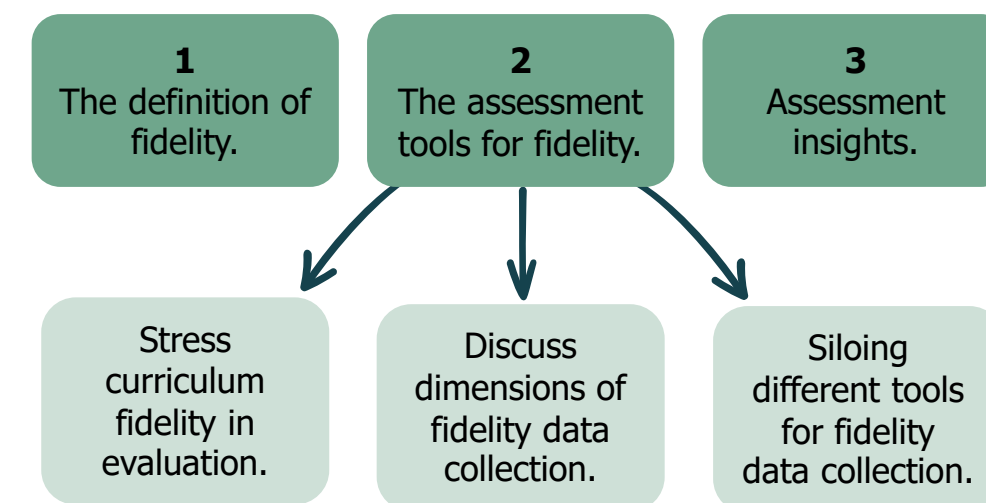 1
The definition of
fidelity.
2
The assessment
tools for fidelity.
3
Assessment
insights.
Stress
curriculum
fidelity in
evaluation.
Discuss
dimensions of
fidelity data
collection.
Siloing
different tools
for fidelity
data collection.